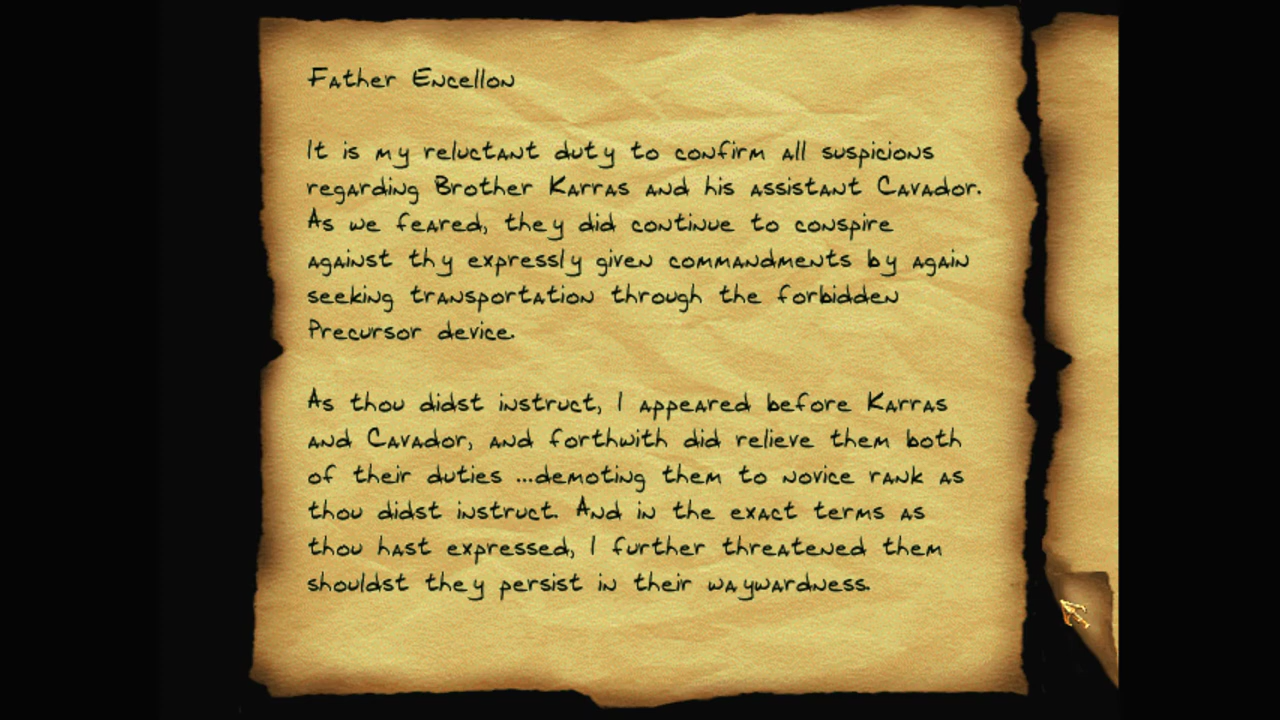 Father Encellon
It is my reluctant duty to confirm all suspicions
regarding Brother Karras and his assistant Cavador.
As we feared, they did continue to conspire
against thy expressly given commandments by again
seeking transportation through the forbidden
Precursor device.
As thou didst instruct, I appeared before Karras
and Cavador, and forthwith did relieve them both
of their duties ...demoting them to novice rank as
thou didst instruct. And in the exact terms as
thou hast expressed, I further threatened them
shouldst they persist in their waywardness.